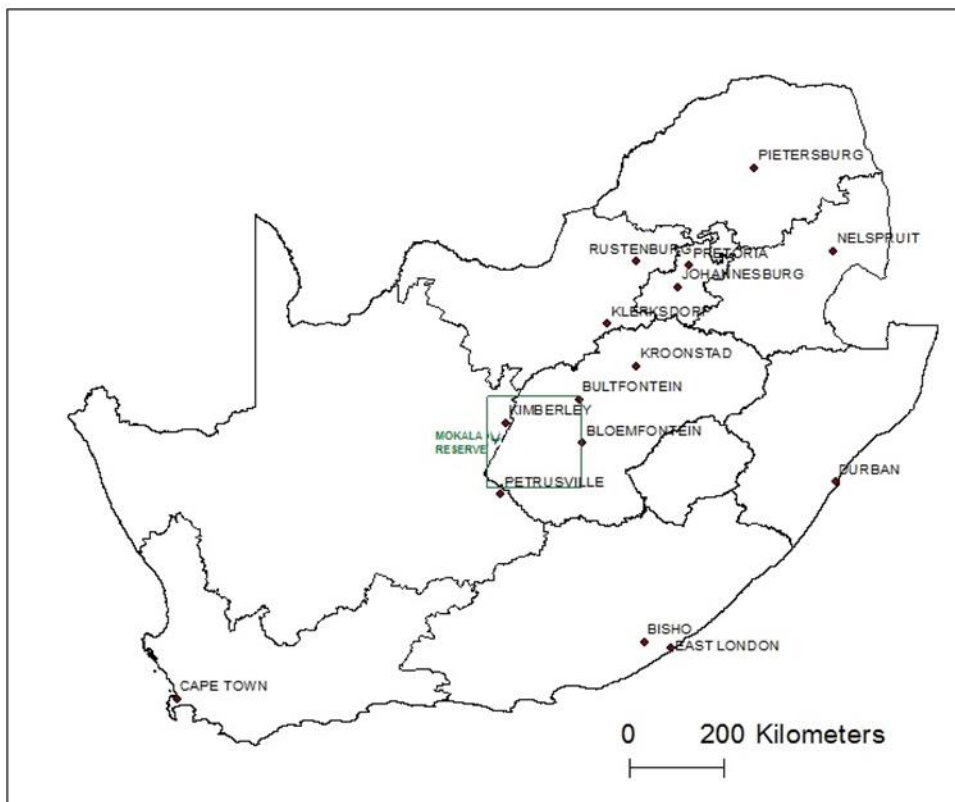 PIETERSBURG
NELSPRUIT
RUSTENBURG
PRETORIA
JOHANNESBURG
KLERKSDORP
KROONSTAD
BULTFONTEIN
KIMBERLEY
MOKALA
RESERVE
BLOEMFONTEIN
PETRUSVILLE
DURBAN
BISHO
EAST LONDON
CAPE TOWN
0 200 Kilometers